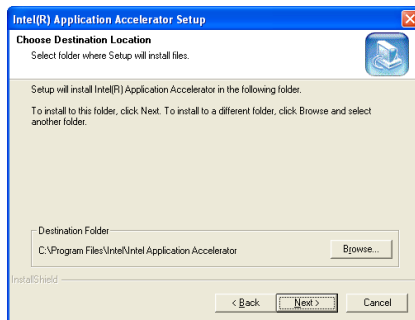 Intel(R) Application Accelerator Setup
Choose Destination Location
Select folder where Setup will install files.
Setup will install Intel(R) Application Accelerator in the following folder.
To install to this folder, click Next. To install to a different folder, click Browse and select
another folder.
Destination Folder
C:\Program Files\Intel\Intel Application Accelerator
Browse...
InstallShield
< Back
Next >
Cancel